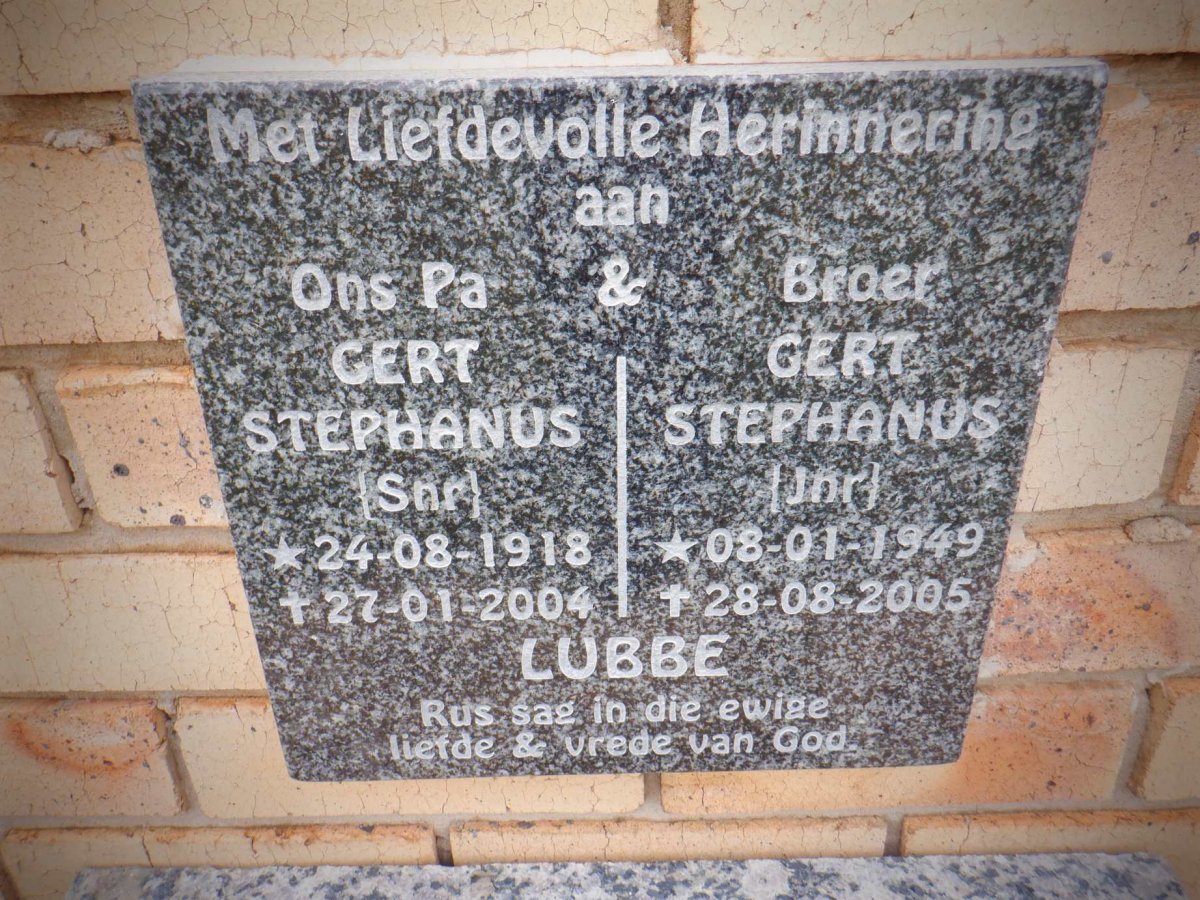 Met Liefdevolle Herinnering
aan
Ons Pa & Broer
GERT GERT
STEPHANUS STEPHANUS
{Snr} {Jnr}
★24-08-1918 ★08-01-1949
✝27-01-2004 ✝28-08-2005
LUBBE
Rus sag in die ewige
liefde & vrede van God.